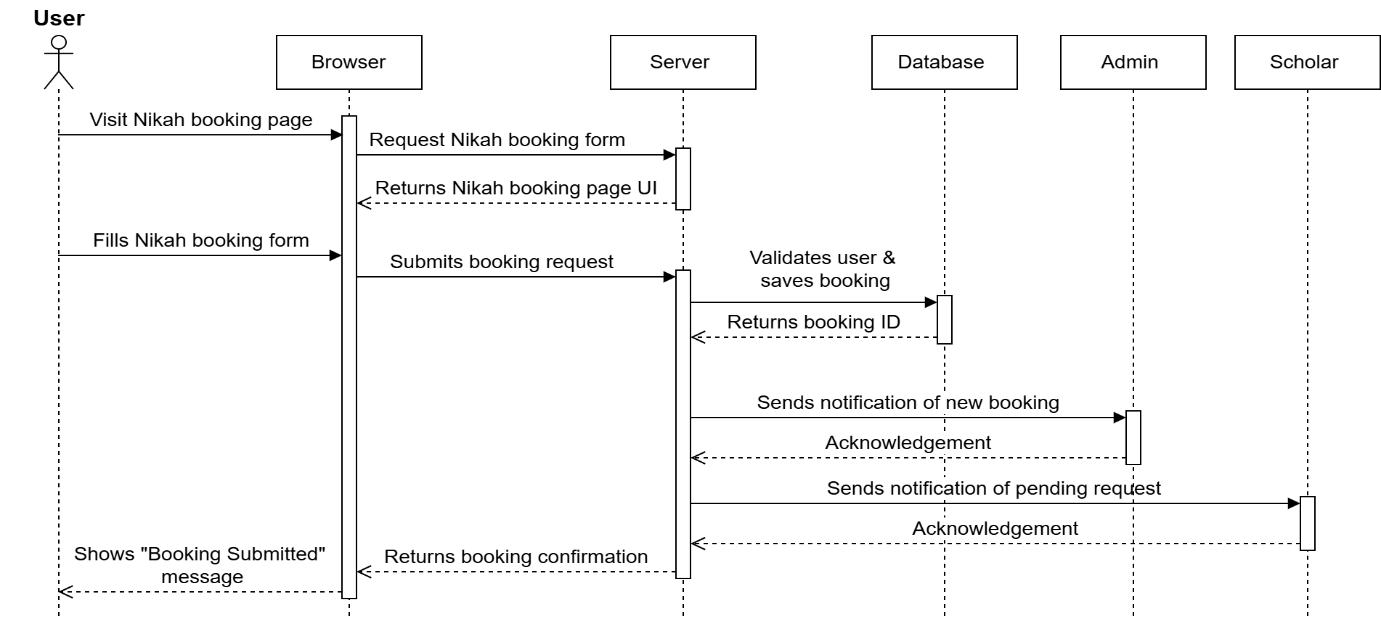 User
Browser
Server
Database
Admin
Scholar
Visit Nikah booking page
Request Nikah booking form
Returns Nikah booking page UI
Fills Nikah booking form
Submits booking request
Validates user &
saves booking
Returns booking ID
Sends notification of new booking
Acknowledgement
Sends notification of pending request
Acknowledgement
Returns booking confirmation
Shows "Booking Submitted"
message